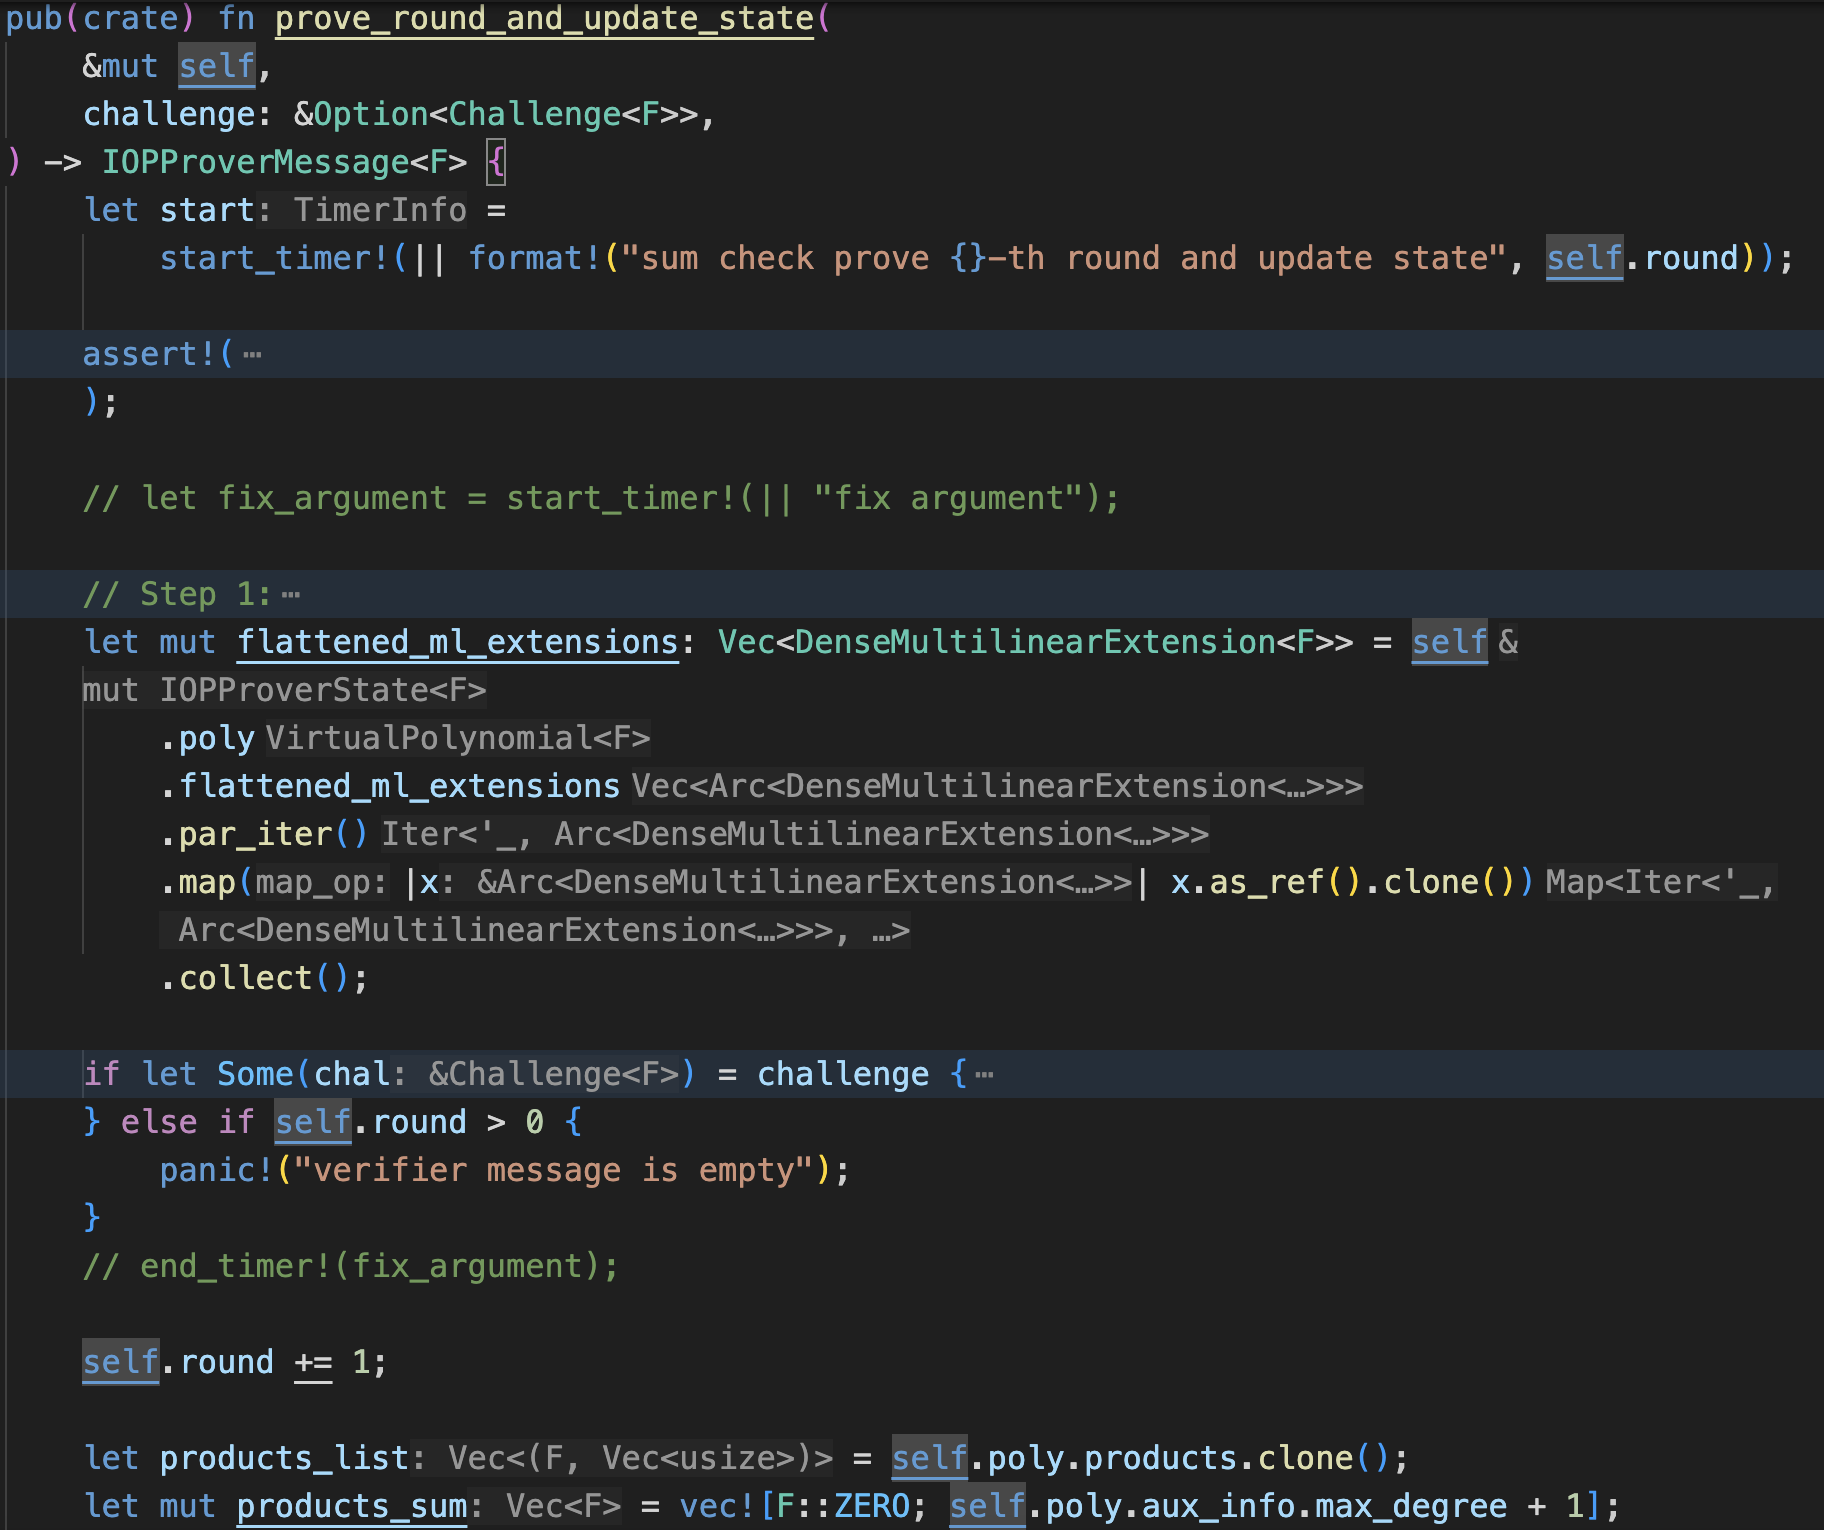 pub(crate) fn prove_round_and_update_state(
&mut self,
challenge: &Option<Challenge<F>>,
) -> IOPProverMessage<F> {
let start: TimerInfo =
start_timer!(|| format!("sum check prove {}-th round and update state", self.round));
assert!(⋯
);
// let fix_argument = start_timer!(|| "fix argument");
// Step 1:⋯
let mut flattened_ml_extensions: Vec<DenseMultilinearExtension<F>> = self &
mut IOPProverState<F>
.poly VirtualPolynomial<F>
.flattened_ml_extensions Vec<Arc<DenseMultilinearExtension<…>>>
.par_iter() Iter<'_, Arc<DenseMultilinearExtension<…>>>
.map(map_op: |x: &Arc<DenseMultilinearExtension<…>>| x.as_ref().clone()) Map<Iter<'_,
Arc<DenseMultilinearExtension<…>>>, …>
.collect();
if let Some(chal: &Challenge<F>) = challenge {⋯
} else if self.round > 0 {
panic!("verifier message is empty");
}
// end_timer!(fix_argument);
self.round += 1;
let products_list: Vec<(F, Vec<usize>)> = self.poly.products.clone();
let mut products_sum: Vec<F> = vec![F::ZERO; self.poly.aux_info.max_degree + 1];